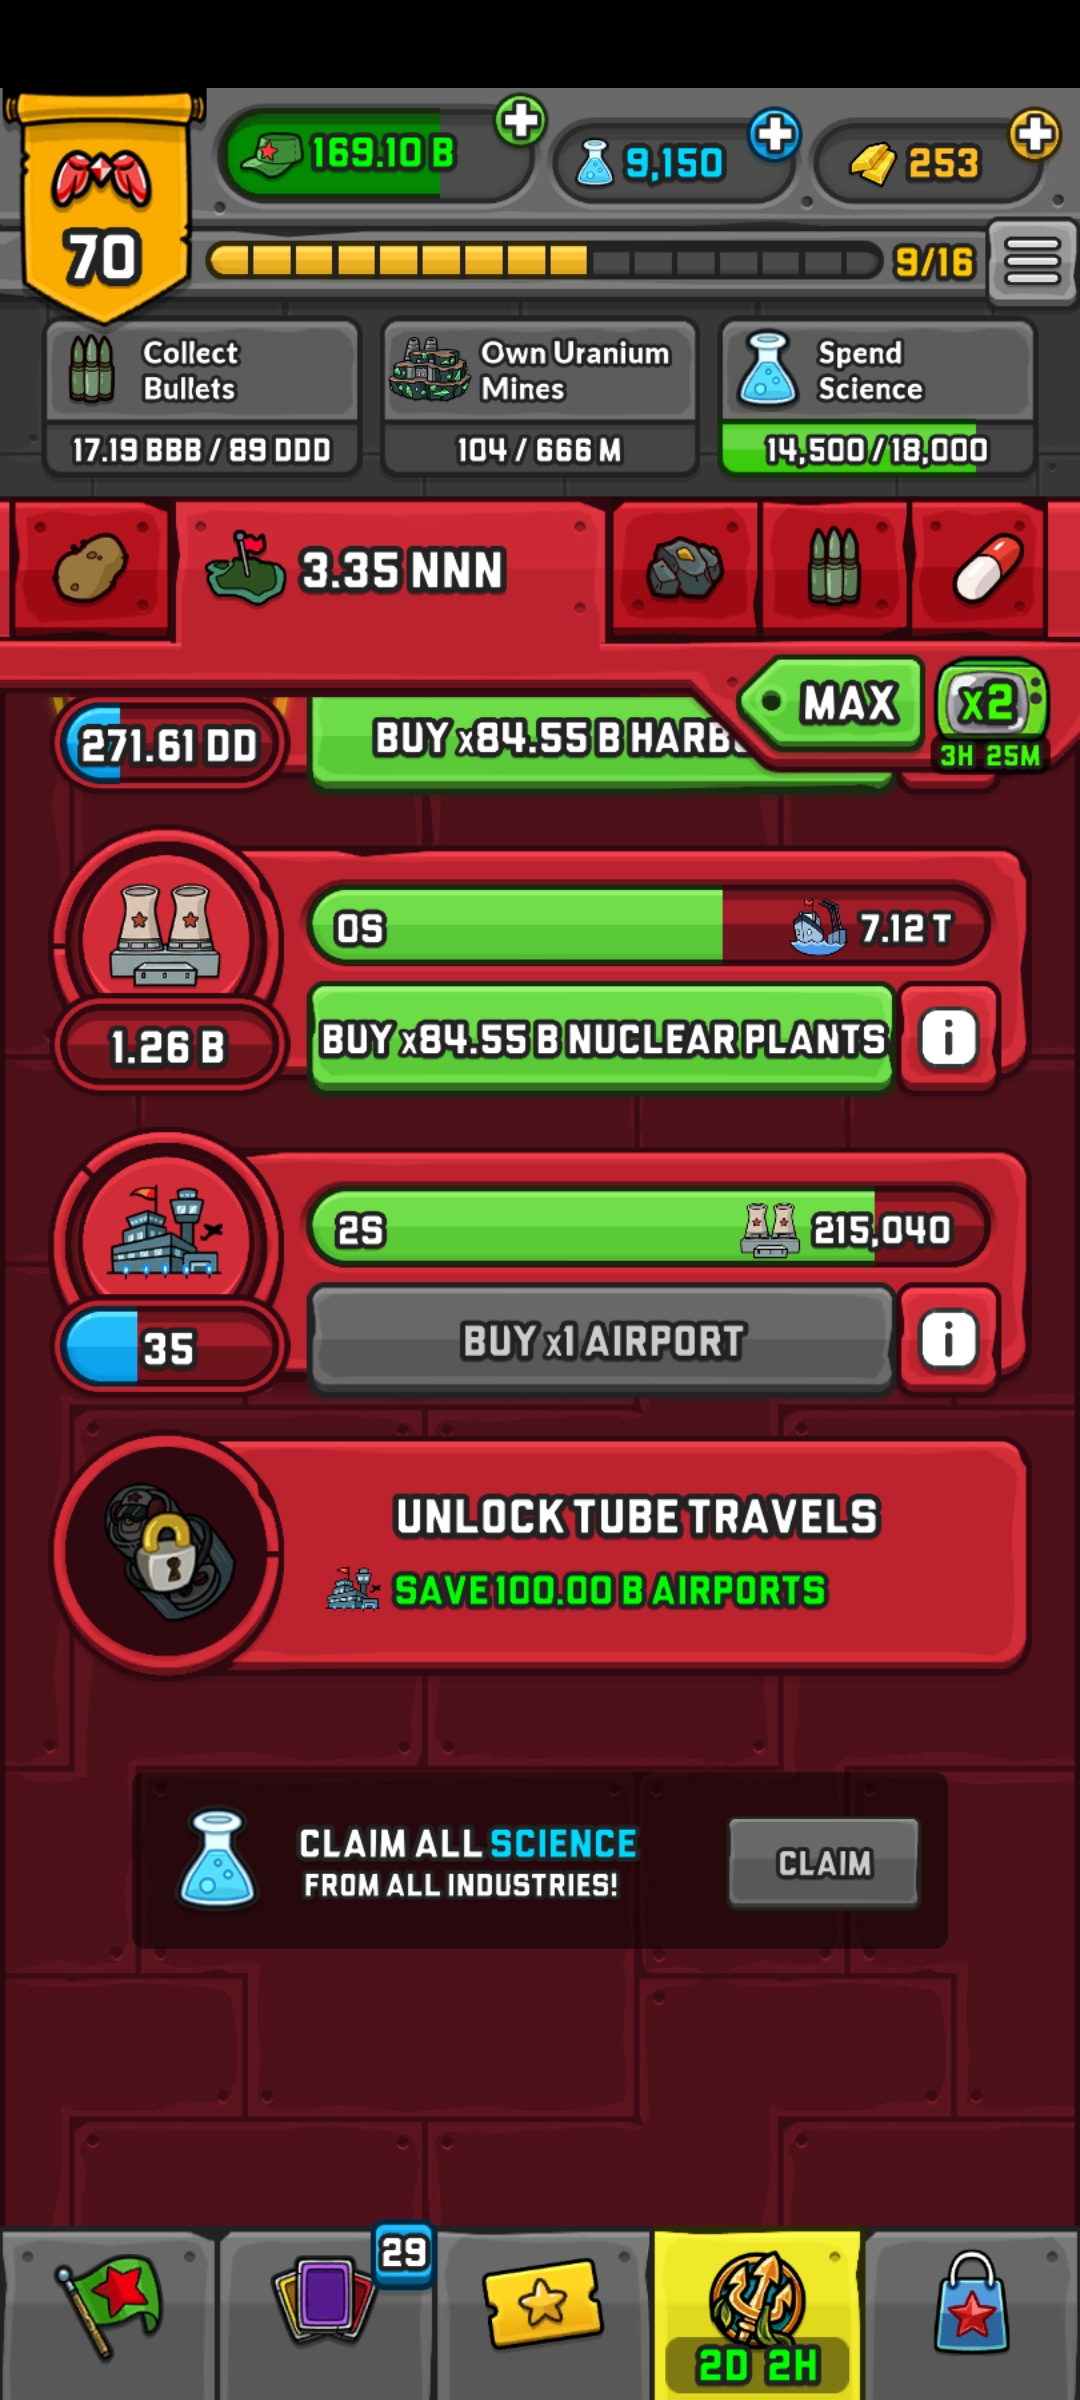 169.10 B
9,150
253
70
9/16
Collect
Bullets
17.19 BBB / 89 DDD
Own Uranium
Mines
104 / 666 M
Spend
Science
14,500/18,000
3.35 NNN
MAX
x2
3H 25M
271.61 DD
BUY x84.55 B HARB
0S
7.12 T
1.26 B
BUY x84.55 B NUCLEAR PLANTS
i
2S
215,040
35
BUY x1 AIRPORT
i
UNLOCK TUBE TRAVELS
SAVE 100.00 B AIRPORTS
CLAIM ALL SCIENCE
FROM ALL INDUSTRIES!
CLAIM
29
2D 2H